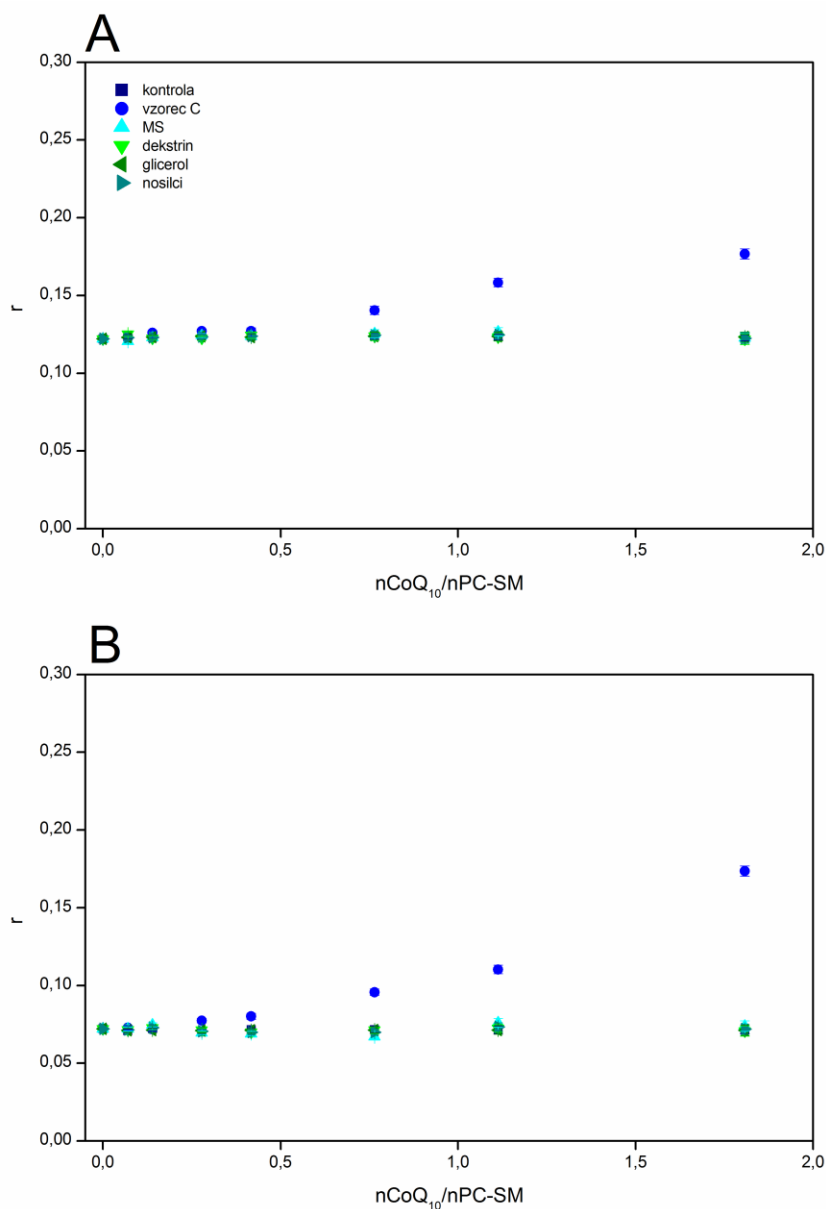 A
0,30
0,25
0,20
0,15
0,10
0,05
0,00
r
kontrola
vzorec C
MS
dekstrin
glicerol
nosilci
0,0 0,5 1,0 1,5 2,0
nCoQ₁₀/nPC-SM
B
0,30
0,25
0,20
0,15
0,10
0,05
0,00
r
0,0 0,5 1,0 1,5 2,0
nCoQ₁₀/nPC-SM